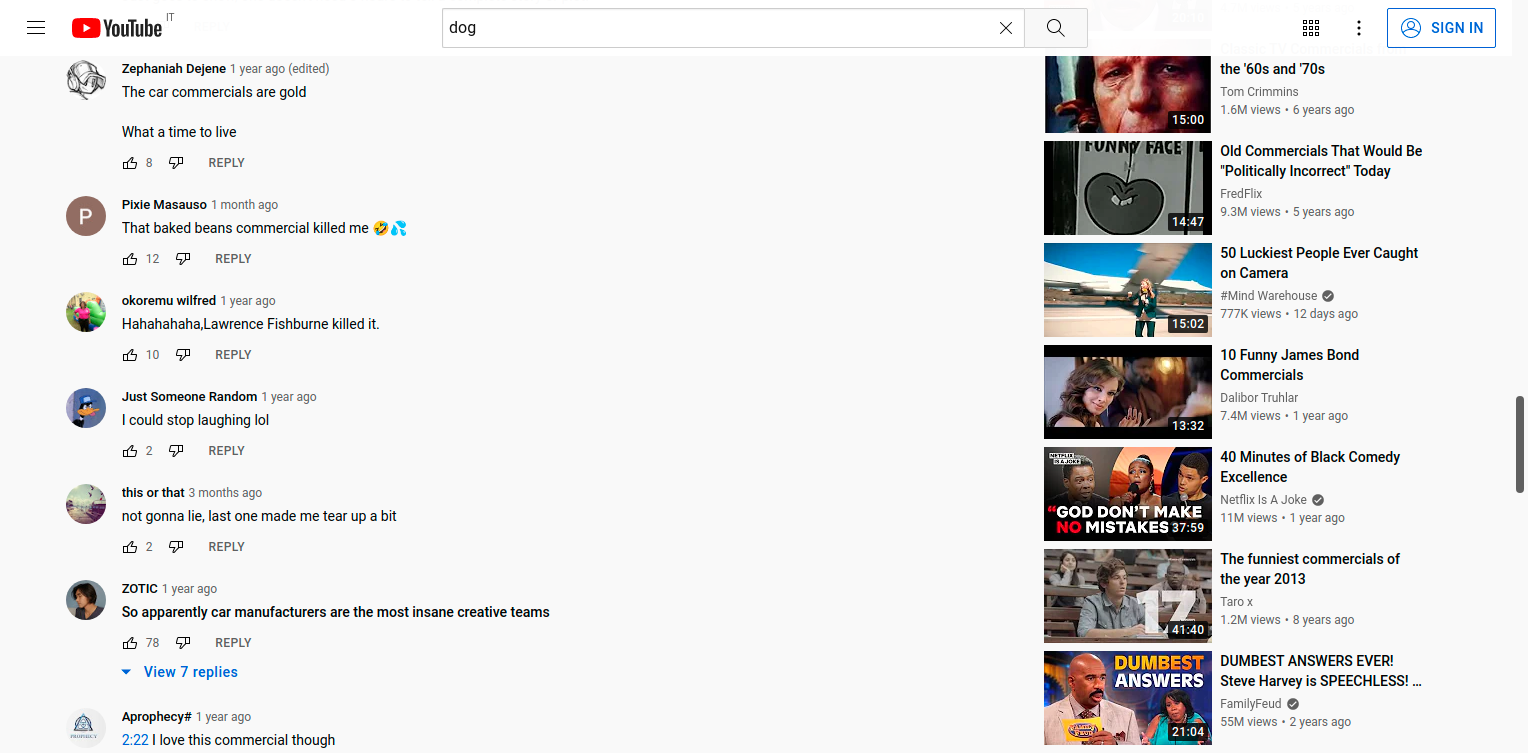 YouTube IT
dog
SIGN IN
Zephaniah Dejene 1 year ago (edited)
The car commercials are gold
What a time to live
8 REPLY
P
Pixie Masauso 1 month ago
That baked beans commercial killed me 🤣💦
12 REPLY
okoremu wilfred 1 year ago
Hahahahaha,Lawrence Fishburne killed it.
10 REPLY
Just Someone Random 1 year ago
I could stop laughing lol
2 REPLY
this or that 3 months ago
not gonna lie, last one made me tear up a bit
2 REPLY
ZOTIC 1 year ago
So apparently car manufacturers are the most insane creative teams
78 REPLY
View 7 replies
PROPHECY
Aprophecy# 1 year ago
2:22 I love this commercial though
15:00
the '60s and '70s
Tom Crimmins
1.6M views • 6 years ago
FUNNY FACE
14:47
Old Commercials That Would Be
"Politically Incorrect" Today
FredFlix
9.3M views • 5 years ago
15:02
50 Luckiest People Ever Caught
on Camera
#Mind Warehouse
777K views • 12 days ago
13:32
10 Funny James Bond
Commercials
Dalibor Truhlar
7.4M views • 1 year ago
NETFLIX
IS A JOKE
"GOD DON'T MAKE
NO MISTAKES
37:59
40 Minutes of Black Comedy
Excellence
Netflix Is A Joke
11M views • 1 year ago
17
41:40
The funniest commercials of
the year 2013
Taro x
1.2M views • 8 years ago
DUMBEST
ANSWERS
FAMILY FEUD
21:04
DUMBEST ANSWERS EVER!
Steve Harvey is SPEECHLESS! ...
FamilyFeud
55M views • 2 years ago